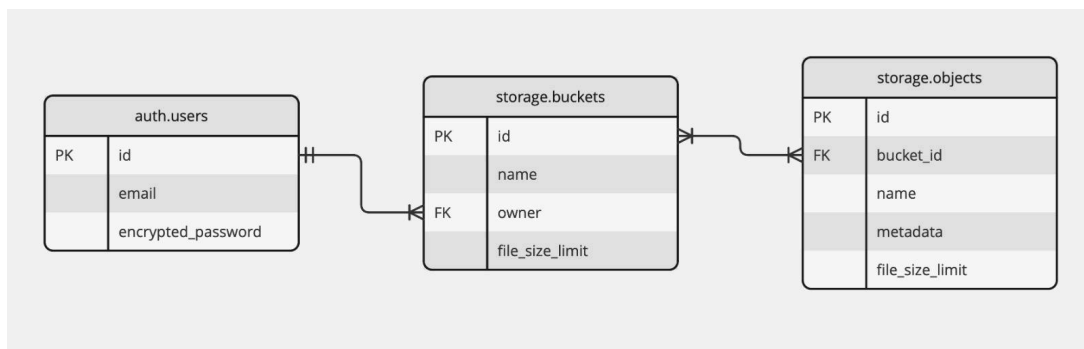 auth.users
PK id
email
encrypted_password
storage.buckets
PK id
name
FK owner
file_size_limit
storage.objects
PK id
FK bucket_id
name
metadata
file_size_limit